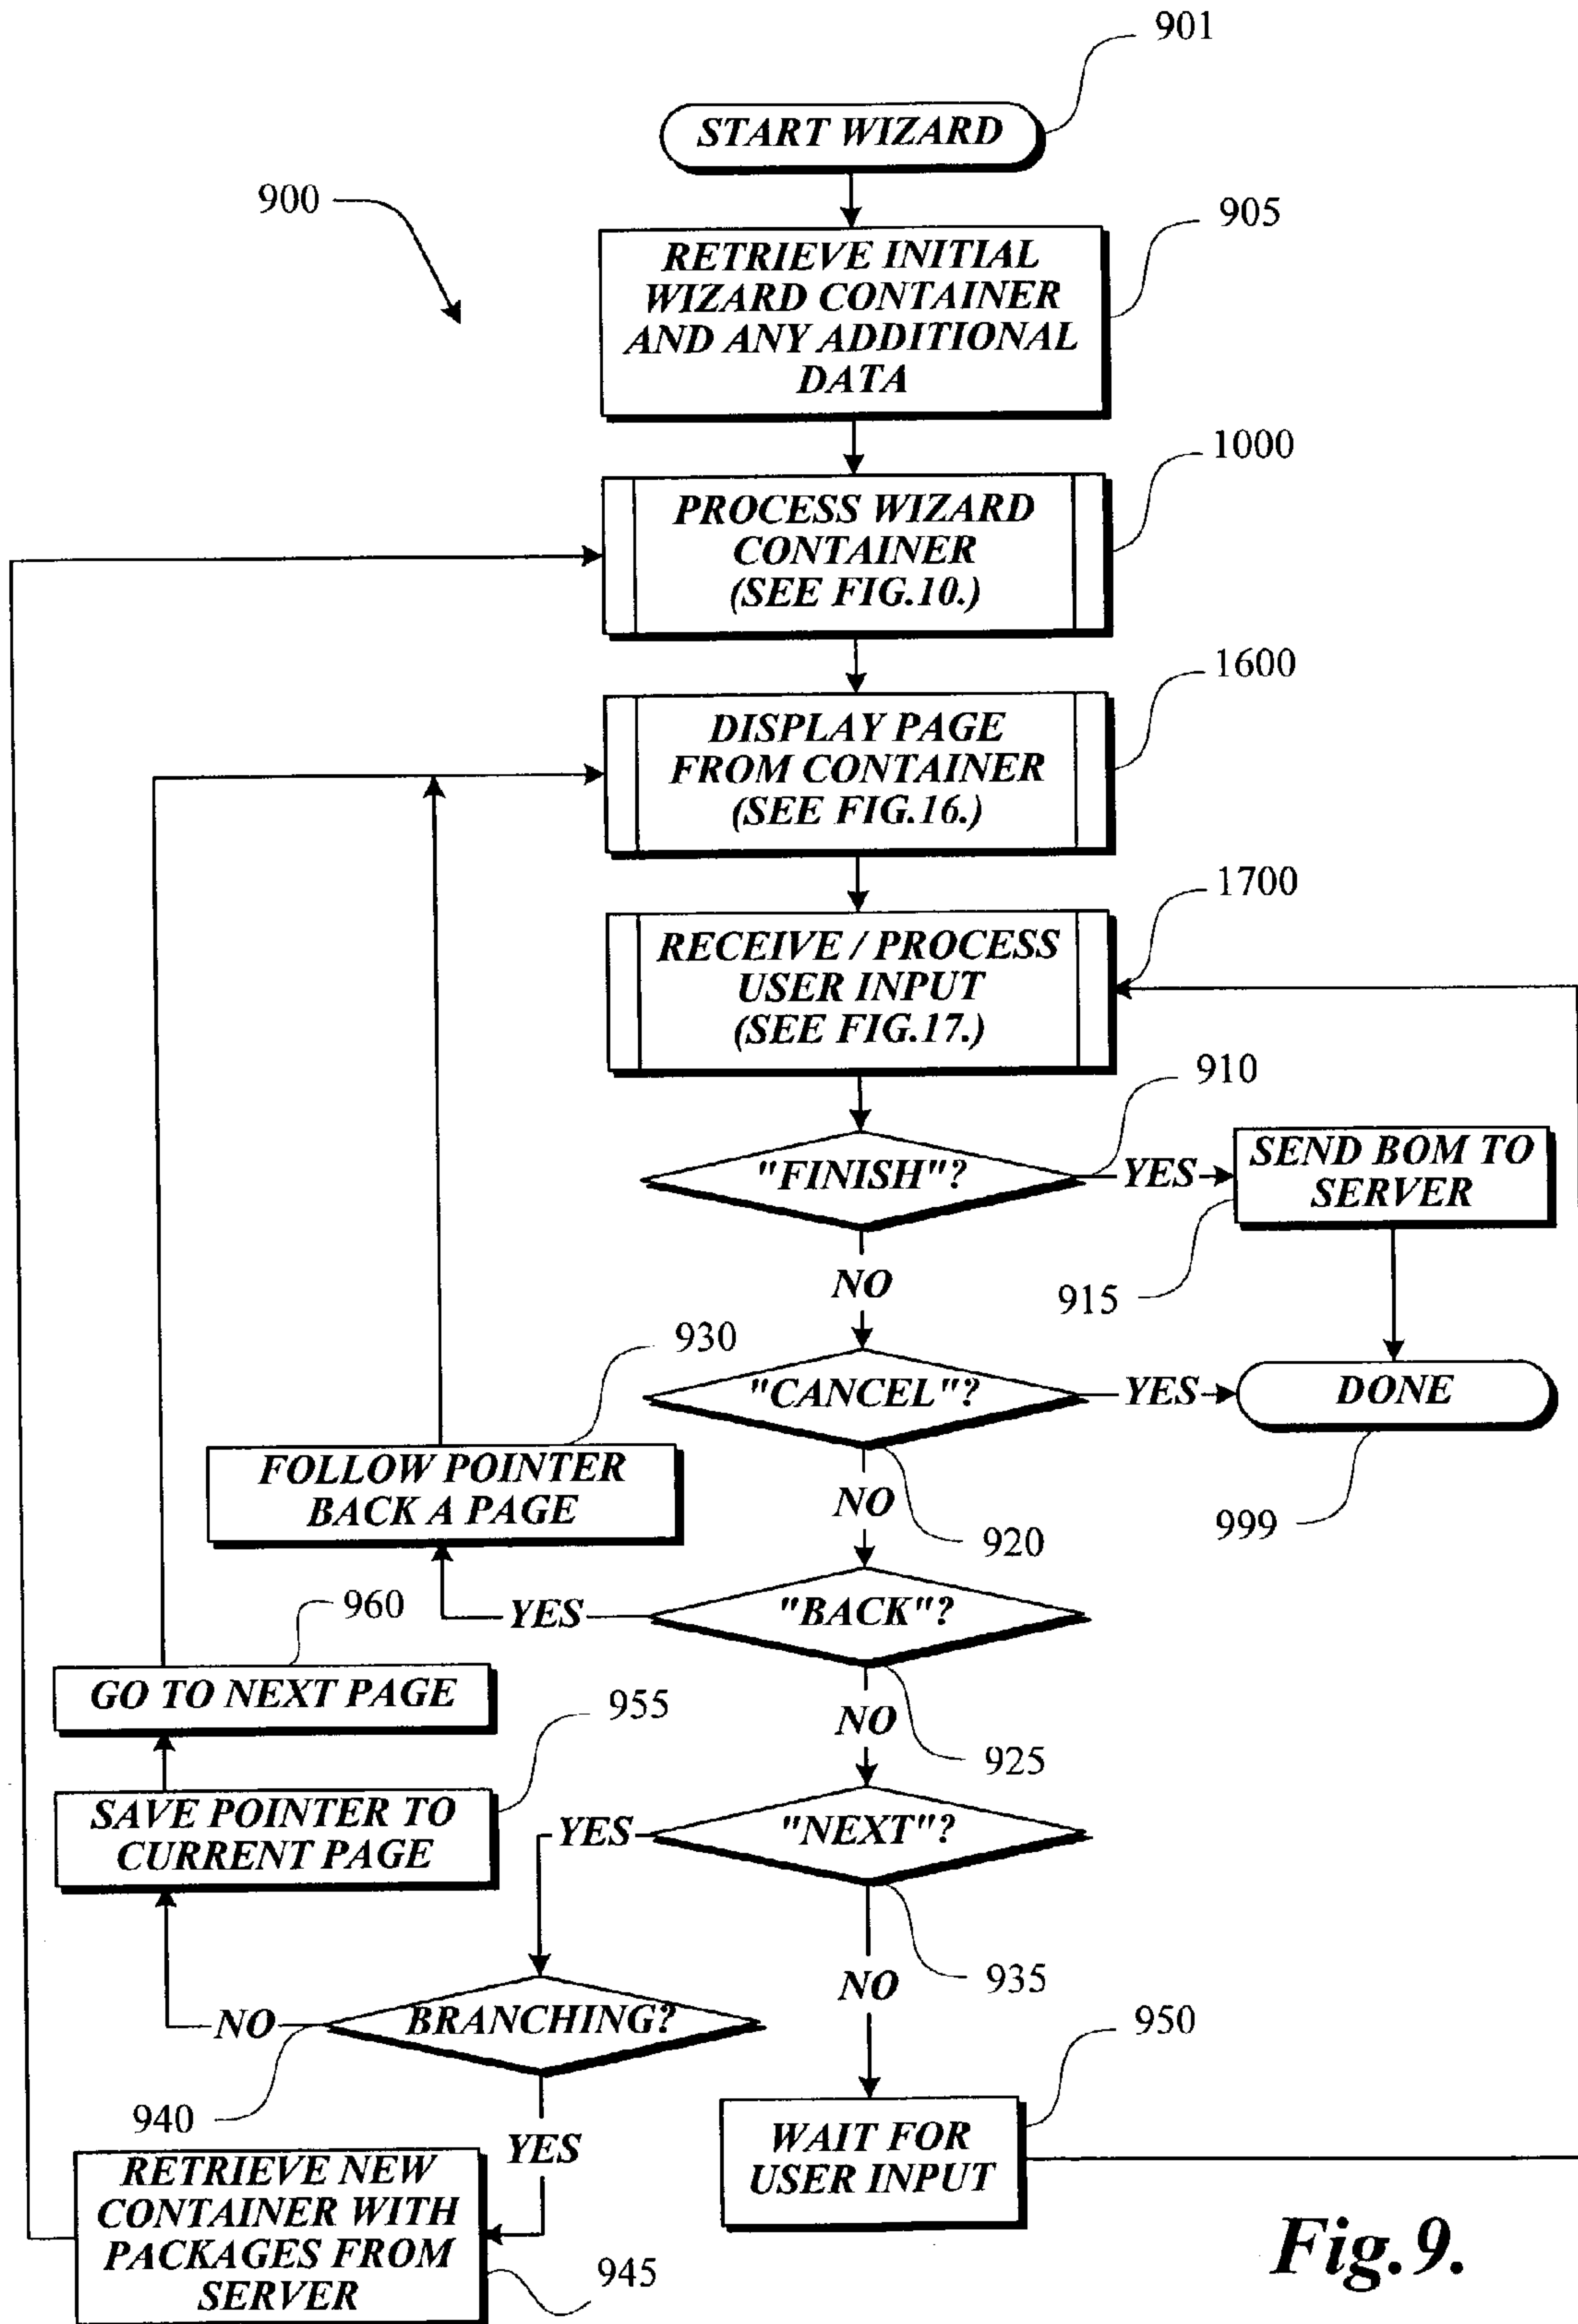 901
START WIZARD
900
905
RETRIEVE INITIAL
WIZARD CONTAINER
AND ANY ADDITIONAL
DATA
1000
PROCESS WIZARD
CONTAINER
(SEE FIG.10.)
1600
DISPLAY PAGE
FROM CONTAINER
(SEE FIG.16.)
1700
RECEIVE / PROCESS
USER INPUT
(SEE FIG.17.)
910
"FINISH"?
YES
SEND BOM TO
SERVER
915
NO
930
"CANCEL"?
YES
DONE
999
FOLLOW POINTER
BACK A PAGE
NO
920
"BACK"?
YES
960
GO TO NEXT PAGE
NO
925
955
SAVE POINTER TO
CURRENT PAGE
"NEXT"?
YES
NO
935
BRANCHING?
NO
940
YES
950
WAIT FOR
USER INPUT
RETRIEVE NEW
CONTAINER WITH
PACKAGES FROM
SERVER
945
Fig.9.